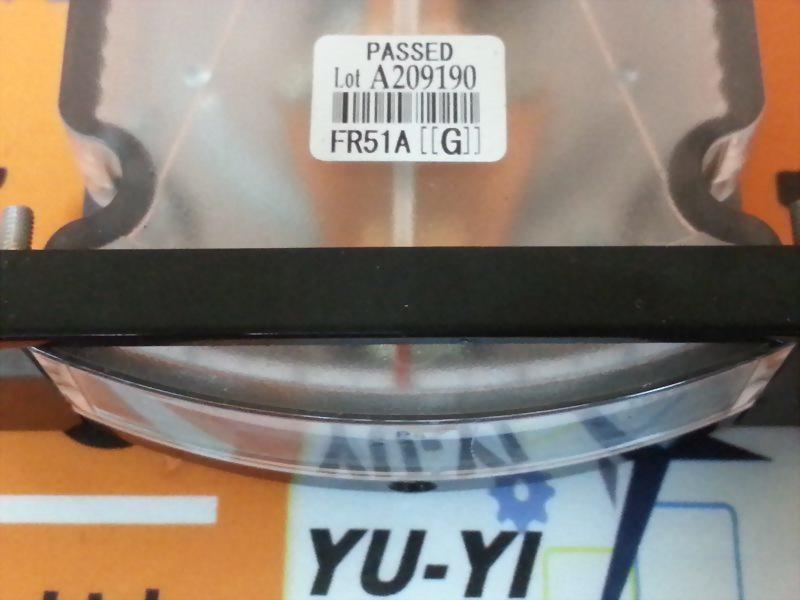 PASSED
Lot A209190
FR51A [[G]]
YU-YI